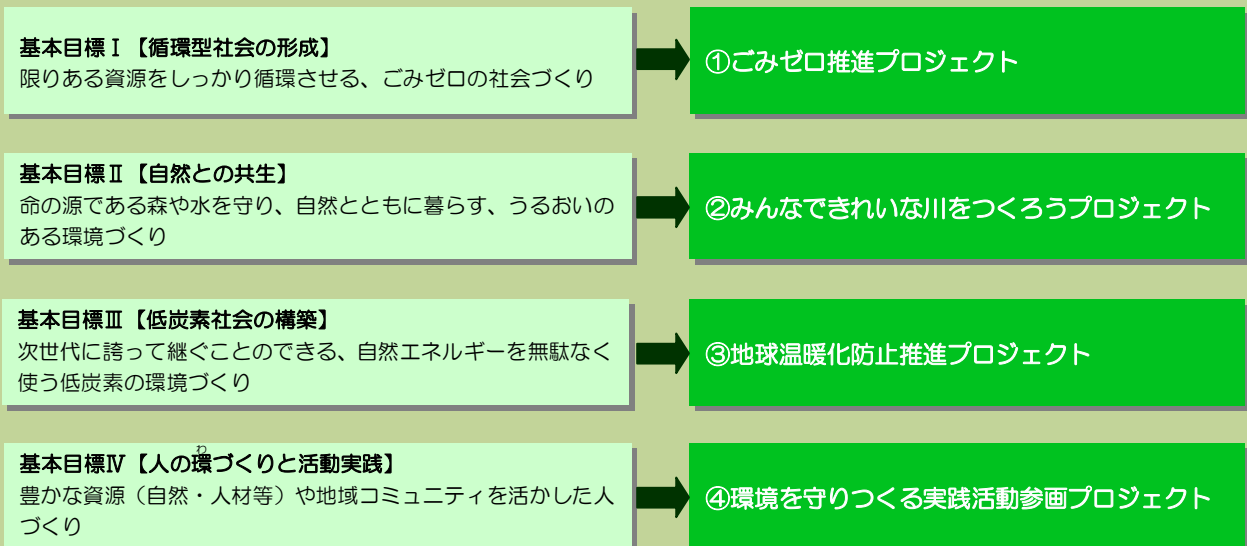 基本目標Ⅰ【循環型社会の形成】
限りある資源をしっかり循環させる、ごみゼロの社会づくり
①ごみゼロ推進プロジェクト
基本目標Ⅱ【自然との共生】
命の源である森や水を守り、自然とともに暮らす、うるおいの
ある環境づくり
②みんなできれいな川をつくろうプロジェクト
基本目標Ⅲ【低炭素社会の構築】
次世代に誇って継ぐことのできる、自然エネルギーを無駄なく
使う低炭素の環境づくり
③地球温暖化防止推進プロジェクト
わ
基本目標Ⅳ【人の環づくりと活動実践】
豊かな資源（自然・人材等）や地域コミュニティを活かした人
づくり
④環境を守りつくる実践活動参画プロジェクト